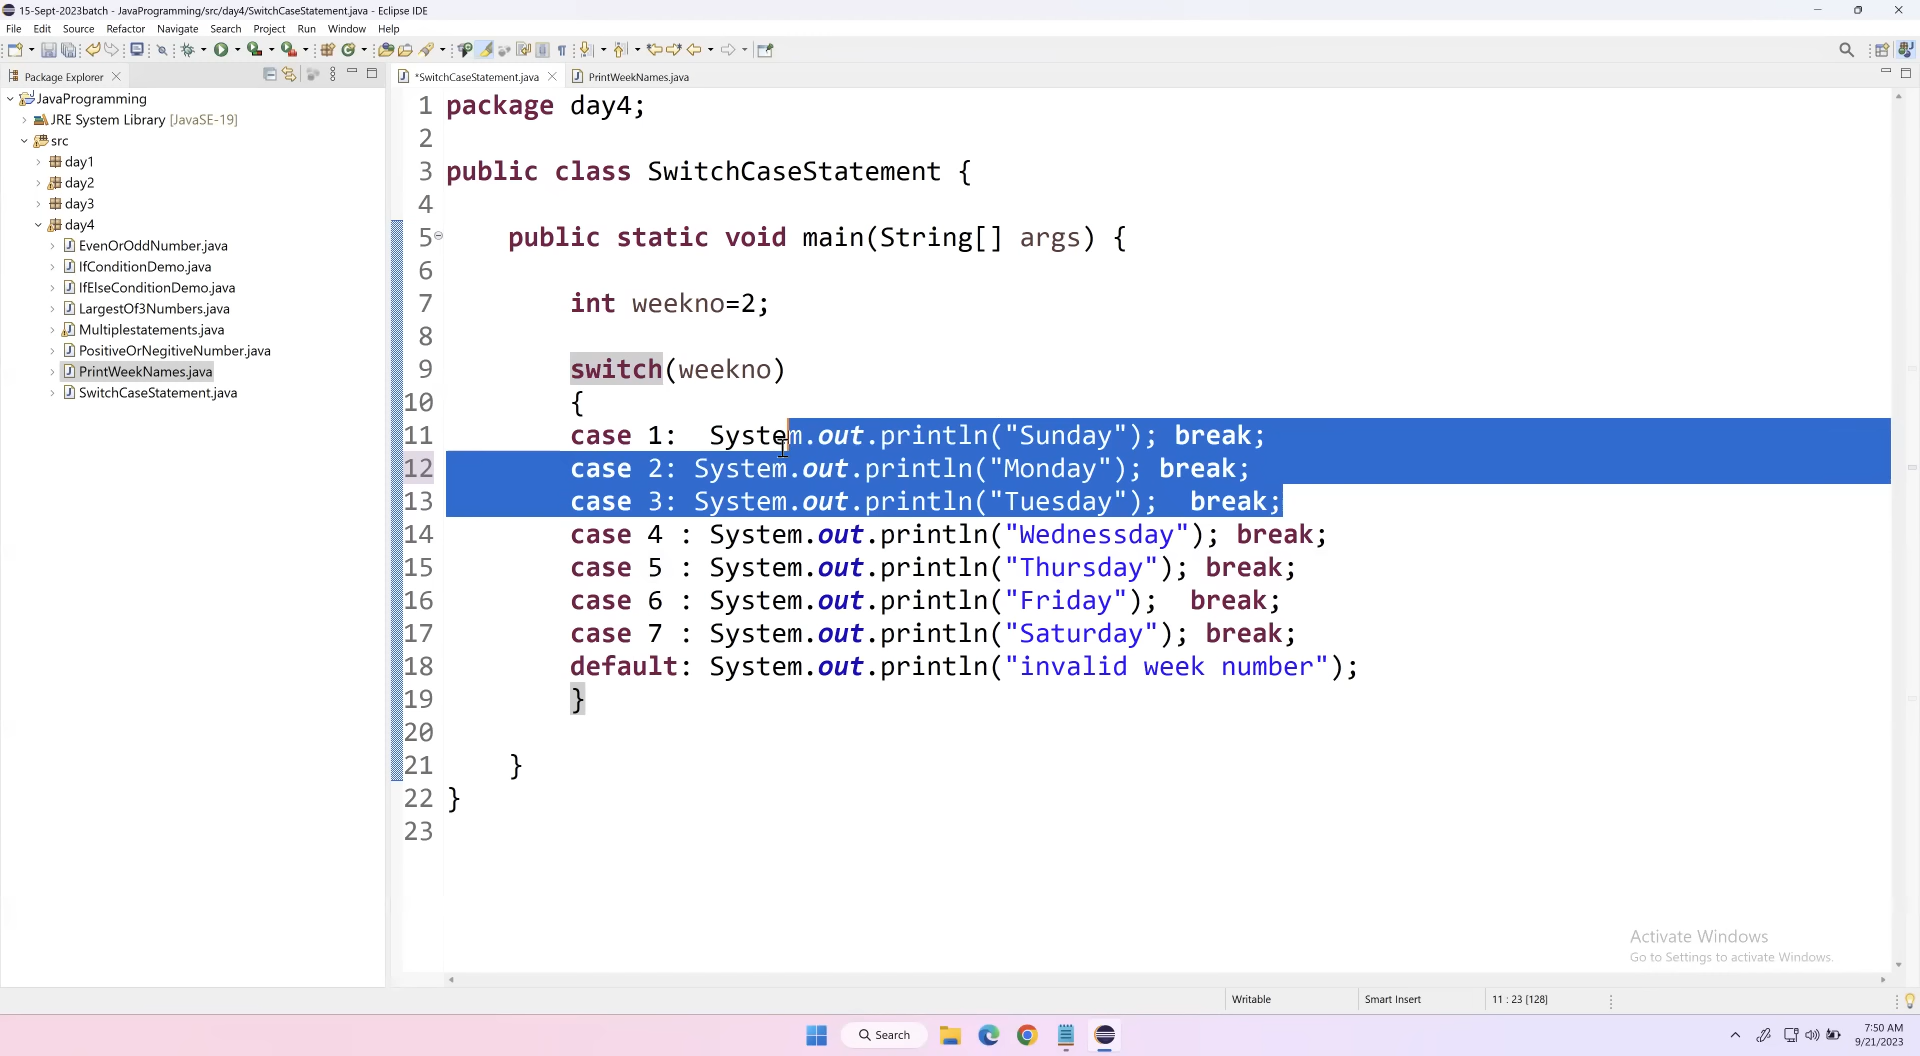 15-Sept-2023batch - JavaProgramming/src/day4/SwitchCaseStatement.java - Eclipse IDE
File Edit Source Refactor Navigate Search Project Run Window Help
Package Explorer
*SwitchCaseStatement.java
PrintWeekNames.java
JavaProgramming
JRE System Library [JavaSE-19]
src
day1
day2
day3
day4
EvenOrOddNumber.java
IfConditionDemo.java
IfElseConditionDemo.java
LargestOf3Numbers.java
Multiplestatements.java
PositiveOrNegitiveNumber.java
PrintWeekNames.java
SwitchCaseStatement.java
1 package day4;
2
3 public class SwitchCaseStatement {
4
5 public static void main(String[] args) {
6
7 int weekno=2;
8
9 switch(weekno)
10 {
11 case 1:  System.out.println("Sunday"); break;
12 case 2: System.out.println("Monday"); break;
13 case 3: System.out.println("Tuesday");  break;
14 case 4 : System.out.println("Wednessday"); break;
15 case 5 : System.out.println("Thursday"); break;
16 case 6 : System.out.println("Friday");  break;
17 case 7 : System.out.println("Saturday"); break;
18 default: System.out.println("invalid week number");
19 }
20
21 }
22 }
23
Activate Windows
Go to Settings to activate Windows.
Writable Smart Insert 11 : 23 [128]
Search
7:50 AM
9/21/2023